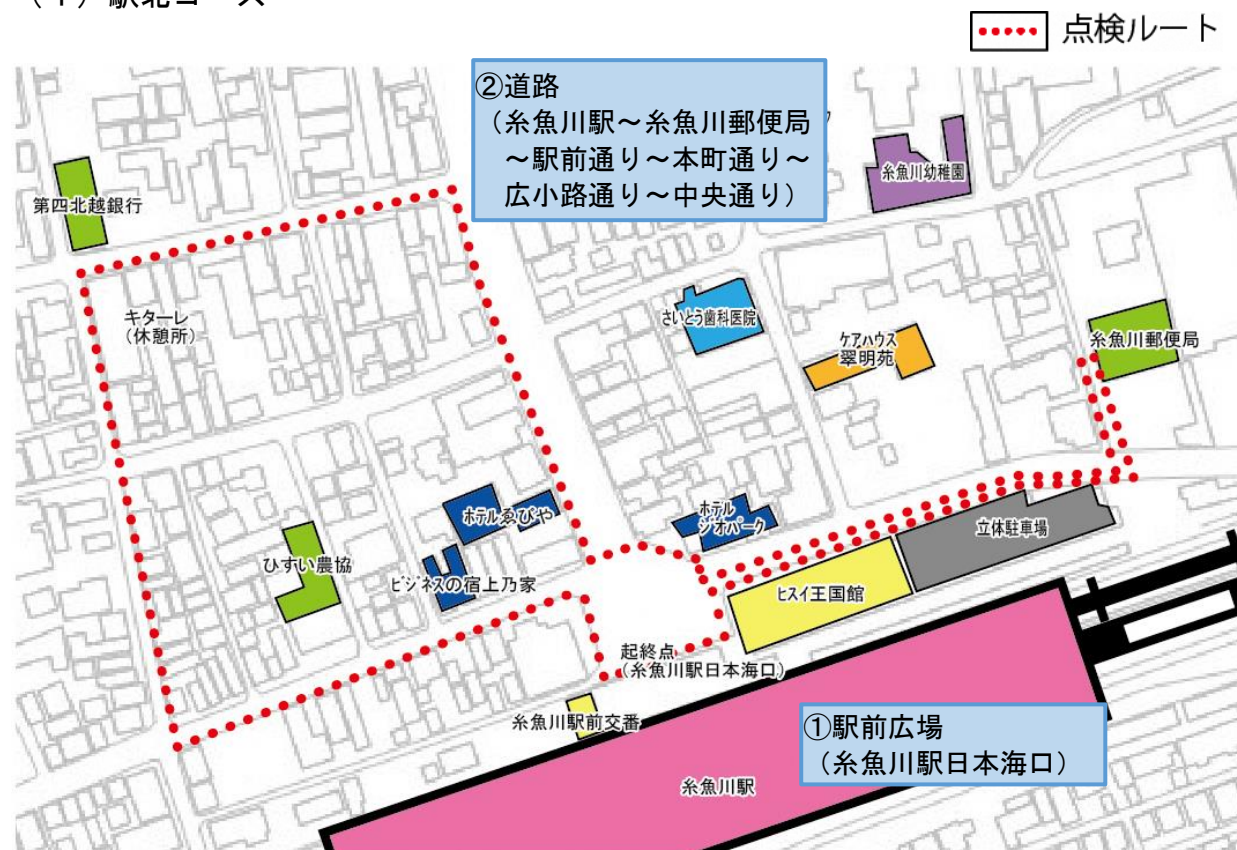 点検ルート
②道路
(糸魚川駅~糸魚川郵便局
~駅前通り~本町通り~
広小路通り~中央通り)
糸魚川幼稚園
第四北越銀行
キターレ
(休憩所)
さいとう歯科医院
ケアハウス
翠明苑
糸魚川郵便局
ホテルゑびや
ホテル
ジオパーク
立体駐車場
ひすい農協
ビジネスの宿上乃家
ヒスイ王国館
起終点
(糸魚川駅日本海口)
糸魚川駅前交番
①駅前広場
(糸魚川駅日本海口)
糸魚川駅